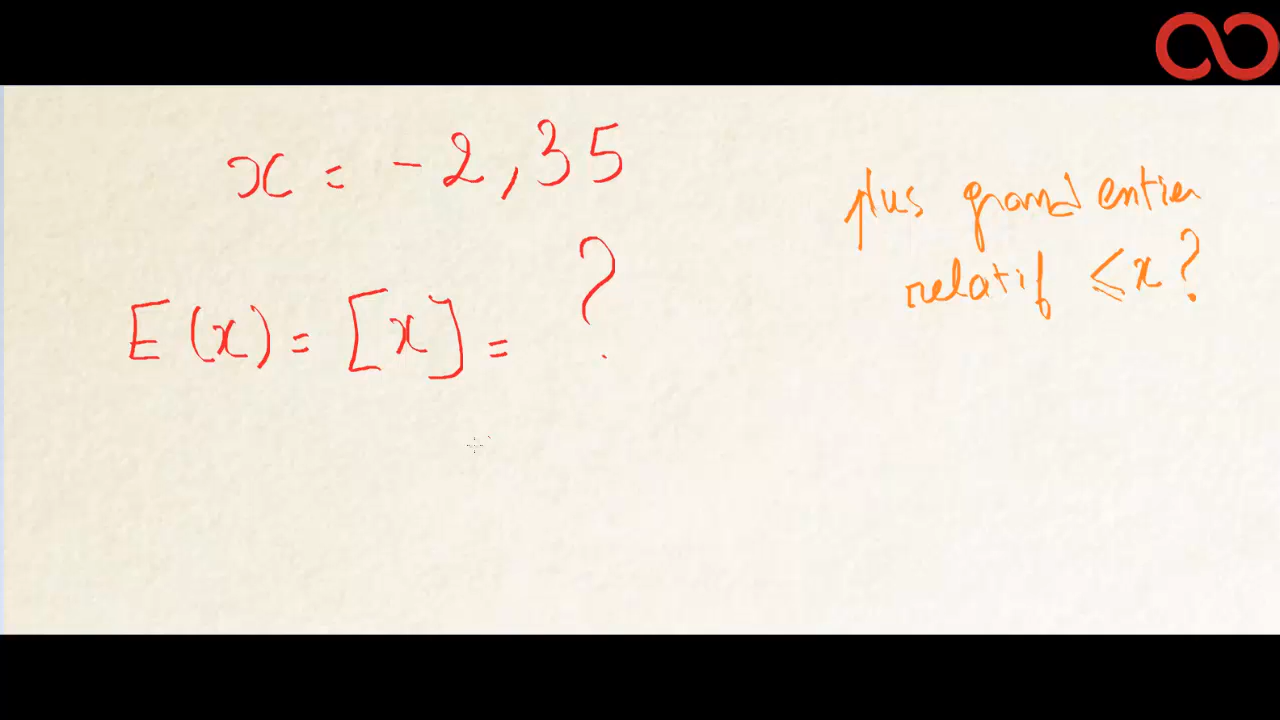 x = -2,35
E(x) = [x] = ?
plus grand entier
relatif ≤ x ?